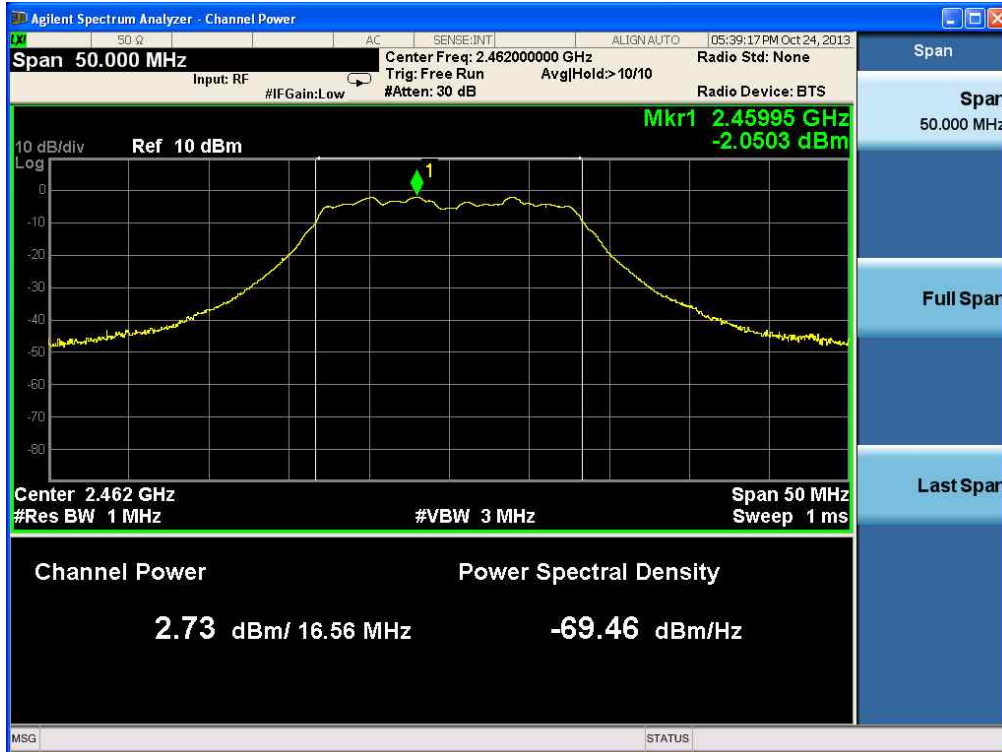 Agilent Spectrum Analyzer - Channel Power
LXI 50 Ω AC SENSE:INT ALIGN AUTO 05:39:17 PM Oct 24, 2013
Span 50.000 MHz
Center Freq: 2.462000000 GHz
Radio Std: None
Input: RF
Trig: Free Run
Avg|Hold:>10/10
#IFGain:Low
#Atten: 30 dB
Radio Device: BTS
Mkr1 2.45995 GHz
-2.0503 dBm
10 dB/div
Ref 10 dBm
Log
1
0
-10
-20
-30
-40
-50
-60
-70
-80
Center 2.462 GHz
Span 50 MHz
#Res BW 1 MHz
#VBW 3 MHz
Sweep 1 ms
Channel Power
Power Spectral Density
2.73 dBm/ 16.56 MHz
-69.46 dBm/Hz
MSG
STATUS
Span
Span
50.000 MHz
Full Span
Last Span